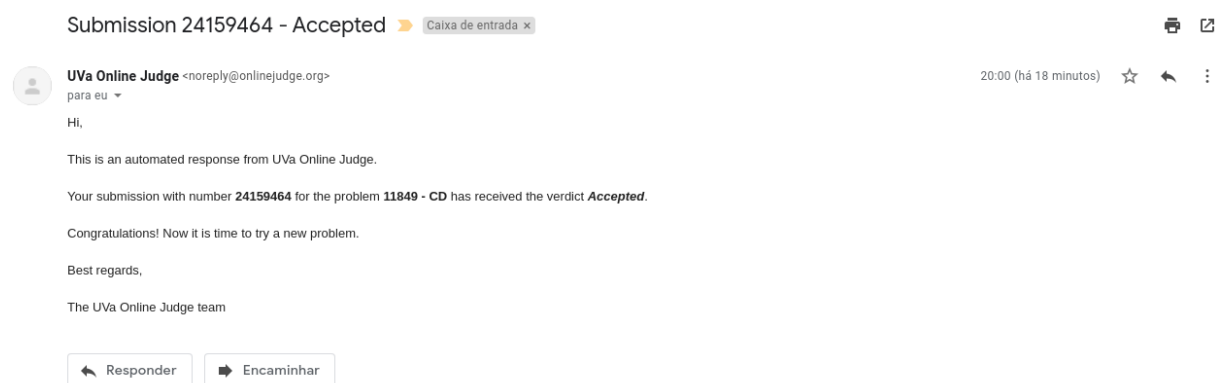 Submission 24159464 - Accepted Caixa de entrada ×
UVa Online Judge <noreply@onlinejudge.org> 20:00 (há 18 minutos)
para eu
Hi,
This is an automated response from UVa Online Judge.
Your submission with number 24159464 for the problem 11849 - CD has received the verdict Accepted.
Congratulations! Now it is time to try a new problem.
Best regards,
The UVa Online Judge team
Responder Encaminhar